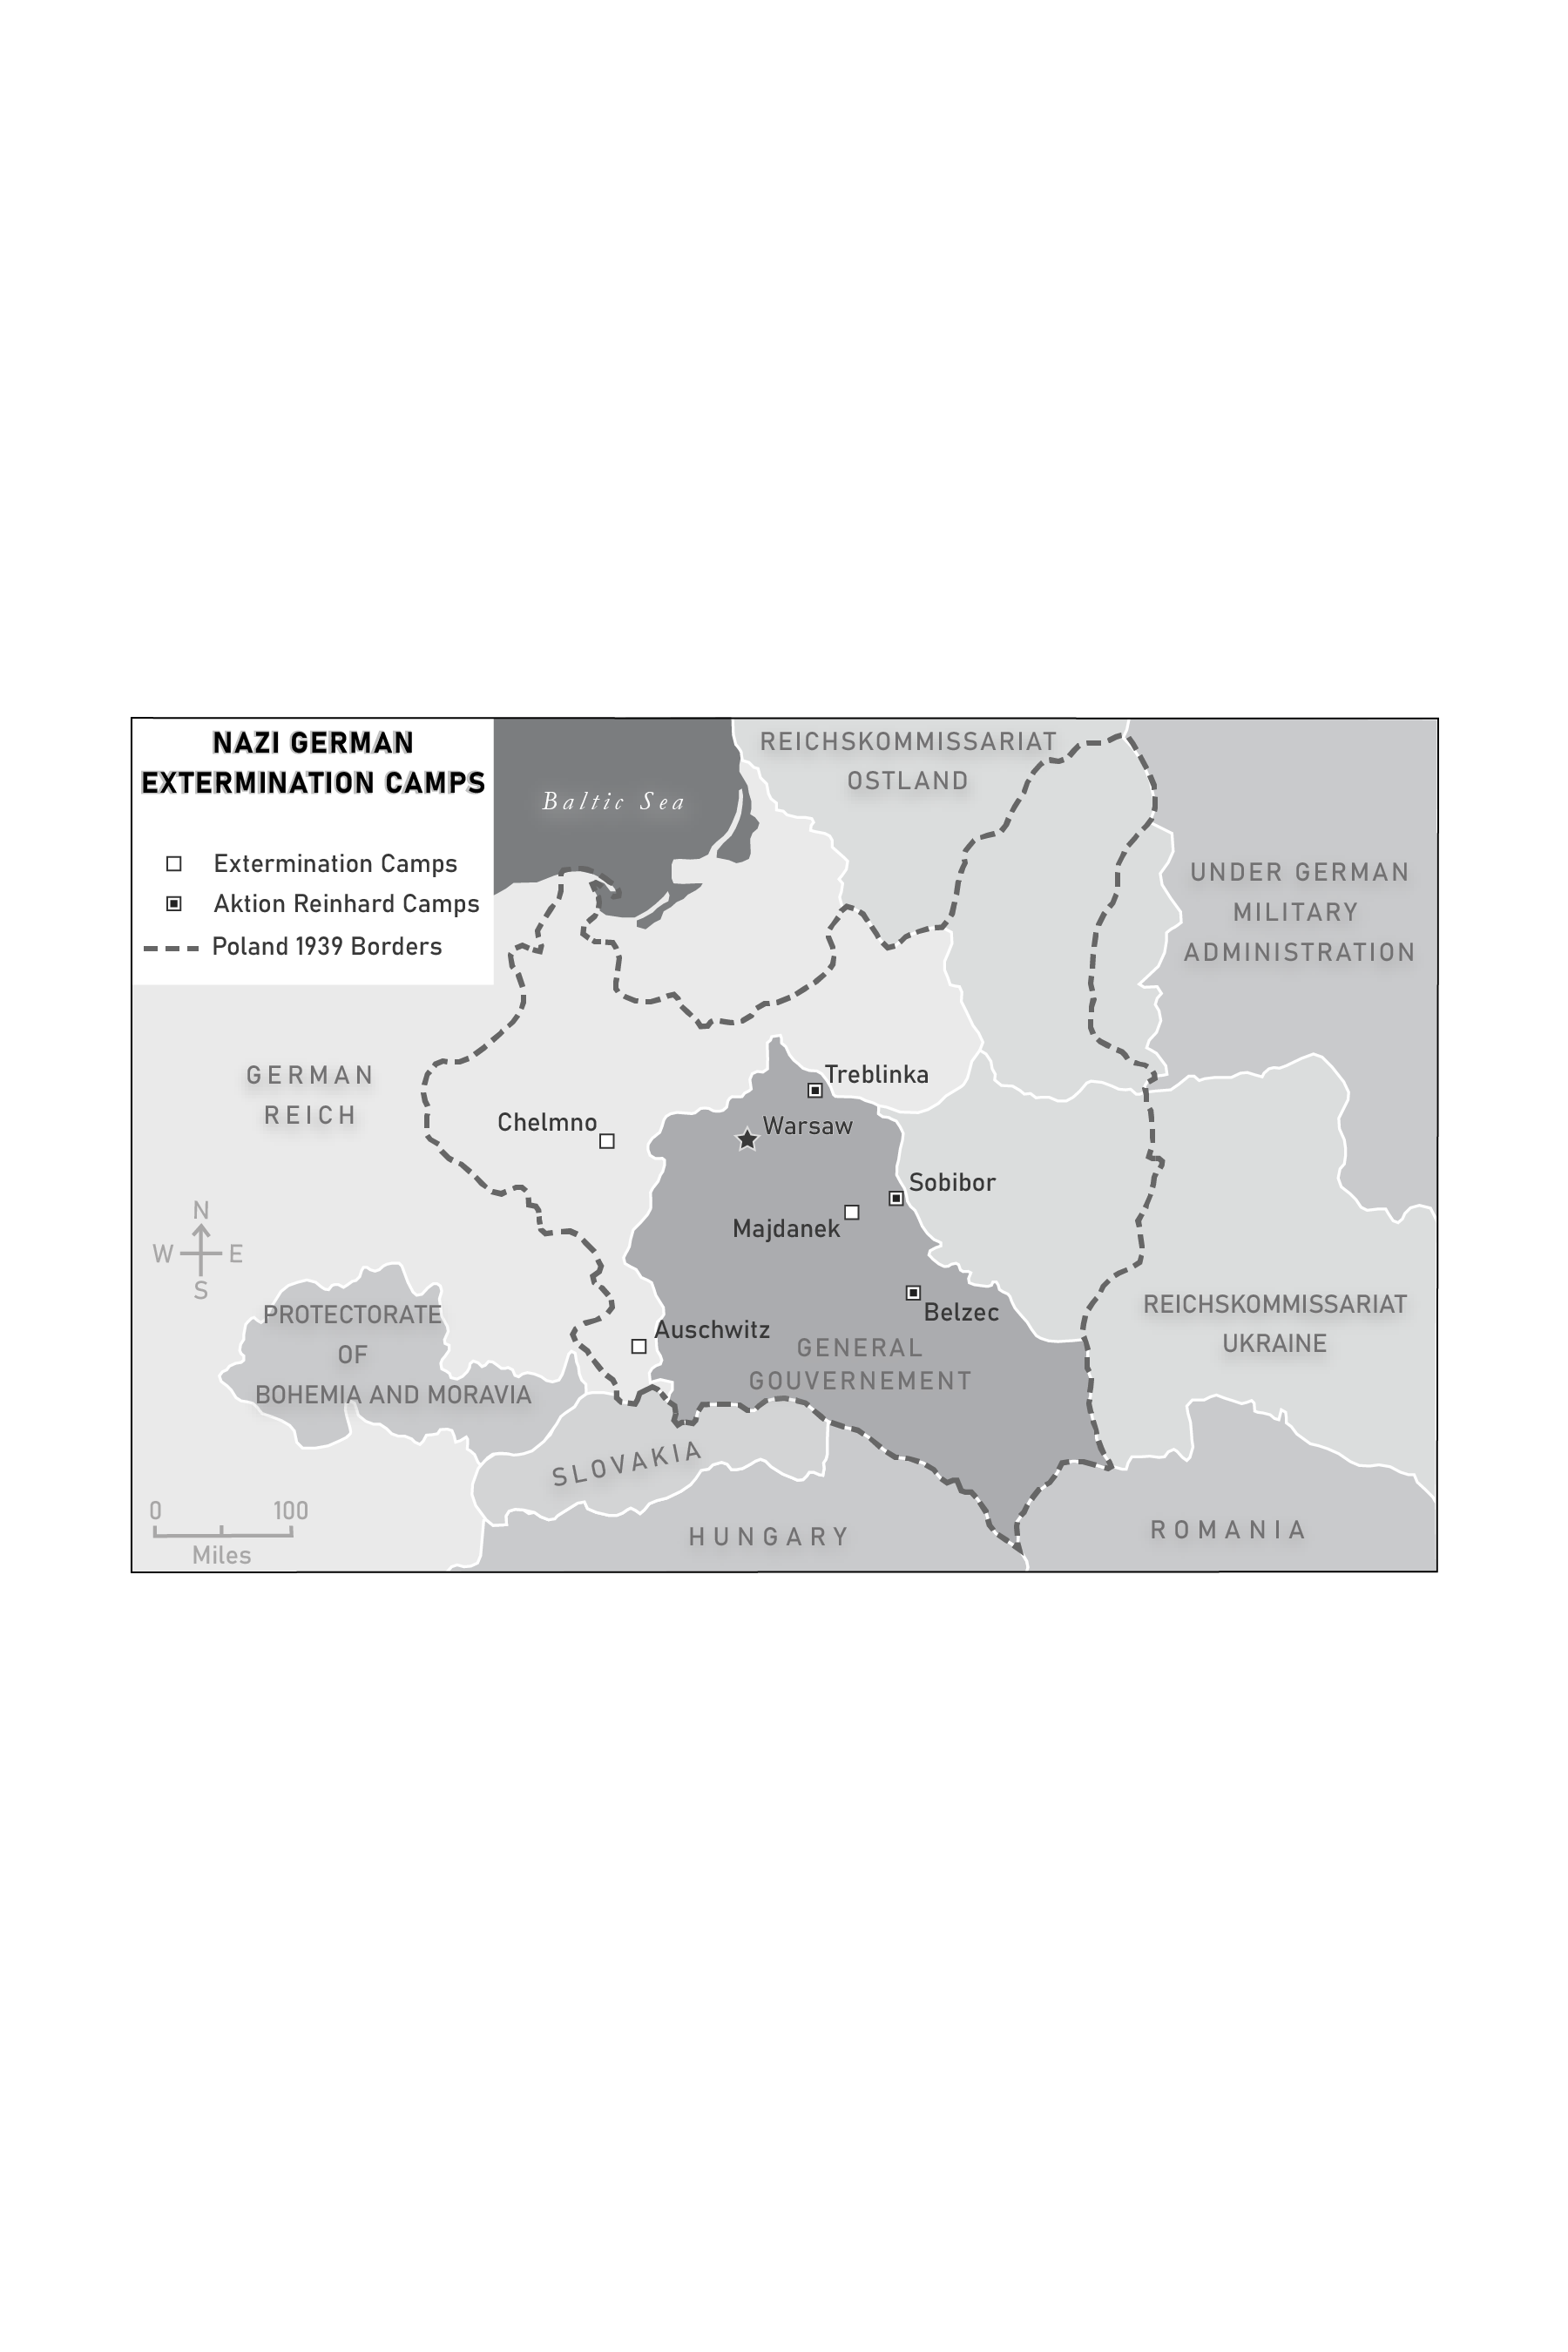 NAZI GERMAN
EXTERMINATION CAMPS
Extermination Camps
Aktion Reinhard Camps
Poland 1939 Borders
Baltic Sea
REICHSKOMMISSARIAT
OSTLAND
UNDER GERMAN
MILITARY
ADMINISTRATION
GERMAN
REICH
Treblinka
Chelmno
Warsaw
Sobibor
Majdanek
N
W E
S
Belzec
PROTECTORATE
OF
BOHEMIA AND MORAVIA
Auschwitz
GENERAL
GOUVERNEMENT
REICHSKOMMISSARIAT
UKRAINE
SLOVAKIA
HUNGARY
ROMANIA
0 100
Miles